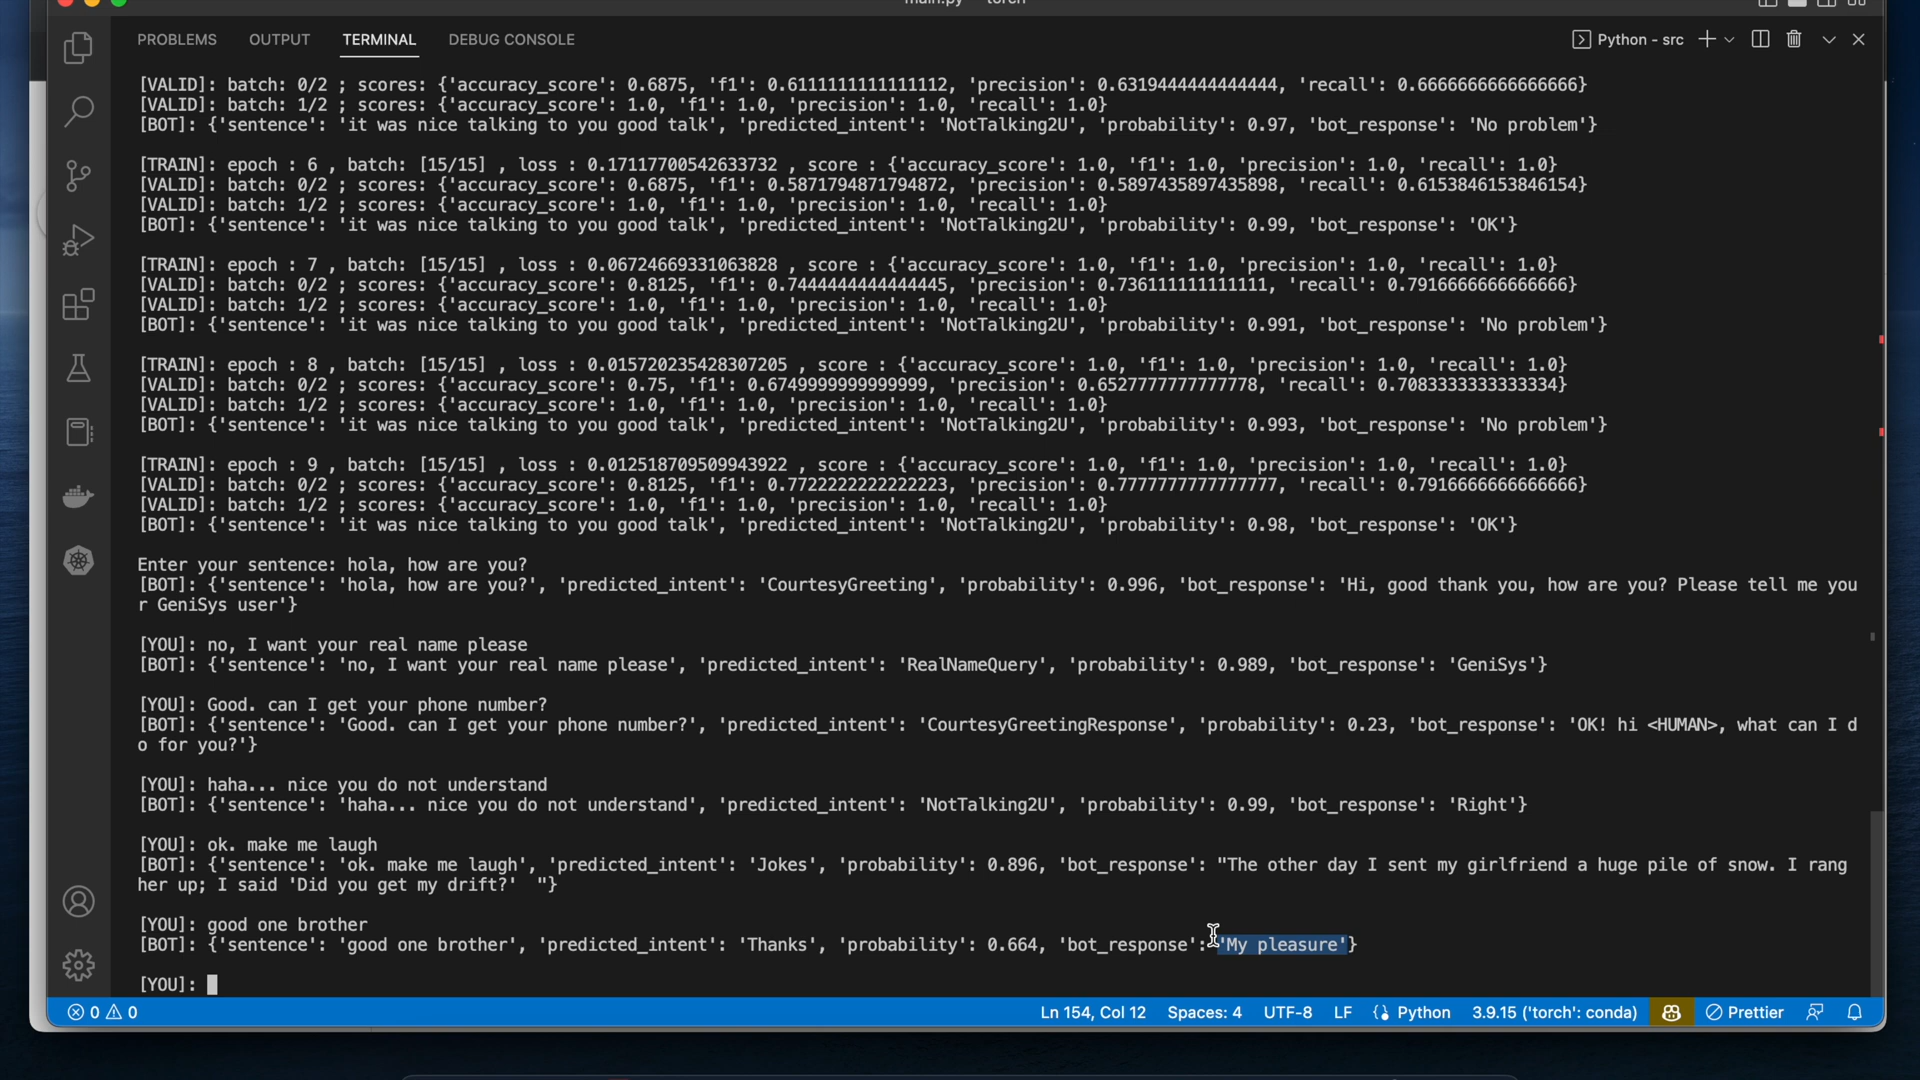 PROBLEMS OUTPUT TERMINAL DEBUG CONSOLE Python - src
[VALID]: batch: 0/2 ; scores: {'accuracy_score': 0.6875, 'f1': 0.6111111111111112, 'precision': 0.6319444444444444, 'recall': 0.6666666666666666}
[VALID]: batch: 1/2 ; scores: {'accuracy_score': 1.0, 'f1': 1.0, 'precision': 1.0, 'recall': 1.0}
[BOT]: {'sentence': 'it was nice talking to you good talk', 'predicted_intent': 'NotTalking2U', 'probability': 0.97, 'bot_response': 'No problem'}
[TRAIN]: epoch : 6 , batch: [15/15] , loss : 0.17117700542633732 , score : {'accuracy_score': 1.0, 'f1': 1.0, 'precision': 1.0, 'recall': 1.0}
[VALID]: batch: 0/2 ; scores: {'accuracy_score': 0.6875, 'f1': 0.5871794871794872, 'precision': 0.5897435897435898, 'recall': 0.6153846153846154}
[VALID]: batch: 1/2 ; scores: {'accuracy_score': 1.0, 'f1': 1.0, 'precision': 1.0, 'recall': 1.0}
[BOT]: {'sentence': 'it was nice talking to you good talk', 'predicted_intent': 'NotTalking2U', 'probability': 0.99, 'bot_response': 'OK'}
[TRAIN]: epoch : 7 , batch: [15/15] , loss : 0.06724669331063828 , score : {'accuracy_score': 1.0, 'f1': 1.0, 'precision': 1.0, 'recall': 1.0}
[VALID]: batch: 0/2 ; scores: {'accuracy_score': 0.8125, 'f1': 0.7444444444444445, 'precision': 0.736111111111111, 'recall': 0.7916666666666666}
[VALID]: batch: 1/2 ; scores: {'accuracy_score': 1.0, 'f1': 1.0, 'precision': 1.0, 'recall': 1.0}
[BOT]: {'sentence': 'it was nice talking to you good talk', 'predicted_intent': 'NotTalking2U', 'probability': 0.991, 'bot_response': 'No problem'}
[TRAIN]: epoch : 8 , batch: [15/15] , loss : 0.015720235428307205 , score : {'accuracy_score': 1.0, 'f1': 1.0, 'precision': 1.0, 'recall': 1.0}
[VALID]: batch: 0/2 ; scores: {'accuracy_score': 0.75, 'f1': 0.6749999999999999, 'precision': 0.6527777777777778, 'recall': 0.7083333333333334}
[VALID]: batch: 1/2 ; scores: {'accuracy_score': 1.0, 'f1': 1.0, 'precision': 1.0, 'recall': 1.0}
[BOT]: {'sentence': 'it was nice talking to you good talk', 'predicted_intent': 'NotTalking2U', 'probability': 0.993, 'bot_response': 'No problem'}
[TRAIN]: epoch : 9 , batch: [15/15] , loss : 0.012518709509943922 , score : {'accuracy_score': 1.0, 'f1': 1.0, 'precision': 1.0, 'recall': 1.0}
[VALID]: batch: 0/2 ; scores: {'accuracy_score': 0.8125, 'f1': 0.7722222222222223, 'precision': 0.7777777777777777, 'recall': 0.7916666666666666}
[VALID]: batch: 1/2 ; scores: {'accuracy_score': 1.0, 'f1': 1.0, 'precision': 1.0, 'recall': 1.0}
[BOT]: {'sentence': 'it was nice talking to you good talk', 'predicted_intent': 'NotTalking2U', 'probability': 0.98, 'bot_response': 'OK'}
Enter your sentence: hola, how are you?
[BOT]: {'sentence': 'hola, how are you?', 'predicted_intent': 'CourtesyGreeting', 'probability': 0.996, 'bot_response': 'Hi, good thank you, how are you? Please tell me you
r GeniSys user'}
[YOU]: no, I want your real name please
[BOT]: {'sentence': 'no, I want your real name please', 'predicted_intent': 'RealNameQuery', 'probability': 0.989, 'bot_response': 'GeniSys'}
[YOU]: Good. can I get your phone number?
[BOT]: {'sentence': 'Good. can I get your phone number?', 'predicted_intent': 'CourtesyGreetingResponse', 'probability': 0.23, 'bot_response': 'OK! hi <HUMAN>, what can I d
o for you?'}
[YOU]: haha... nice you do not understand
[BOT]: {'sentence': 'haha... nice you do not understand', 'predicted_intent': 'NotTalking2U', 'probability': 0.99, 'bot_response': 'Right'}
[YOU]: ok. make me laugh
[BOT]: {'sentence': 'ok. make me laugh', 'predicted_intent': 'Jokes', 'probability': 0.896, 'bot_response': "The other day I sent my girlfriend a huge pile of snow. I rang
her up; I said 'Did you get my drift?'  "}
[YOU]: good one brother
[BOT]: {'sentence': 'good one brother', 'predicted_intent': 'Thanks', 'probability': 0.664, 'bot_response': 'My pleasure'}
[YOU]:
0 0 Ln 154, Col 12 Spaces: 4 UTF-8 LF Python 3.9.15 ('torch': conda) Prettier